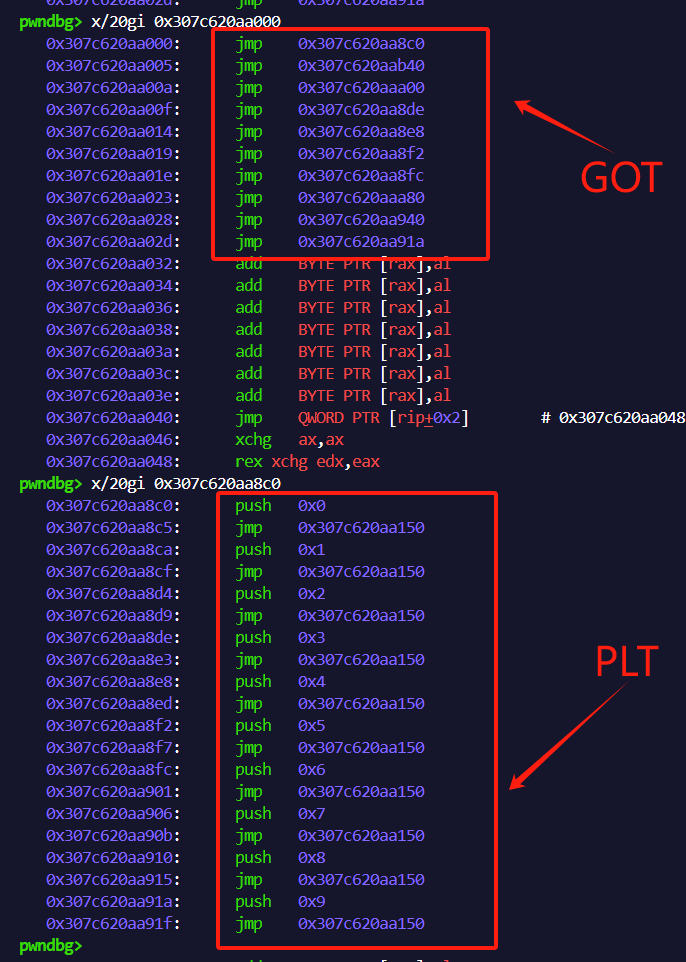 0x307c620aa02d: jmp 0x307c620aa91a
pwndbg> x/20gi 0x307c620aa000
0x307c620aa000: jmp 0x307c620aa8c0
0x307c620aa005: jmp 0x307c620aab40
0x307c620aa00a: jmp 0x307c620aaa00
0x307c620aa00f: jmp 0x307c620aa8de
0x307c620aa014: jmp 0x307c620aa8e8
0x307c620aa019: jmp 0x307c620aa8f2
0x307c620aa01e: jmp 0x307c620aa8fc
0x307c620aa023: jmp 0x307c620aaa80
0x307c620aa028: jmp 0x307c620aa940
0x307c620aa02d: jmp 0x307c620aa91a
GOT
0x307c620aa032: add BYTE PTR [rax],al
0x307c620aa034: add BYTE PTR [rax],al
0x307c620aa036: add BYTE PTR [rax],al
0x307c620aa038: add BYTE PTR [rax],al
0x307c620aa03a: add BYTE PTR [rax],al
0x307c620aa03c: add BYTE PTR [rax],al
0x307c620aa03e: add BYTE PTR [rax],al
0x307c620aa040: jmp QWORD PTR [rip+0x2] # 0x307c620aa048
0x307c620aa046: xchg ax,ax
0x307c620aa048: rex xchg edx,eax
pwndbg> x/20gi 0x307c620aa8c0
0x307c620aa8c0: push 0x0
0x307c620aa8c5: jmp 0x307c620aa150
0x307c620aa8ca: push 0x1
0x307c620aa8cf: jmp 0x307c620aa150
0x307c620aa8d4: push 0x2
0x307c620aa8d9: jmp 0x307c620aa150
0x307c620aa8de: push 0x3
0x307c620aa8e3: jmp 0x307c620aa150
0x307c620aa8e8: push 0x4
0x307c620aa8ed: jmp 0x307c620aa150
0x307c620aa8f2: push 0x5
0x307c620aa8f7: jmp 0x307c620aa150
0x307c620aa8fc: push 0x6
0x307c620aa901: jmp 0x307c620aa150
0x307c620aa906: push 0x7
0x307c620aa90b: jmp 0x307c620aa150
0x307c620aa910: push 0x8
0x307c620aa915: jmp 0x307c620aa150
0x307c620aa91a: push 0x9
0x307c620aa91f: jmp 0x307c620aa150
PLT
pwndbg>